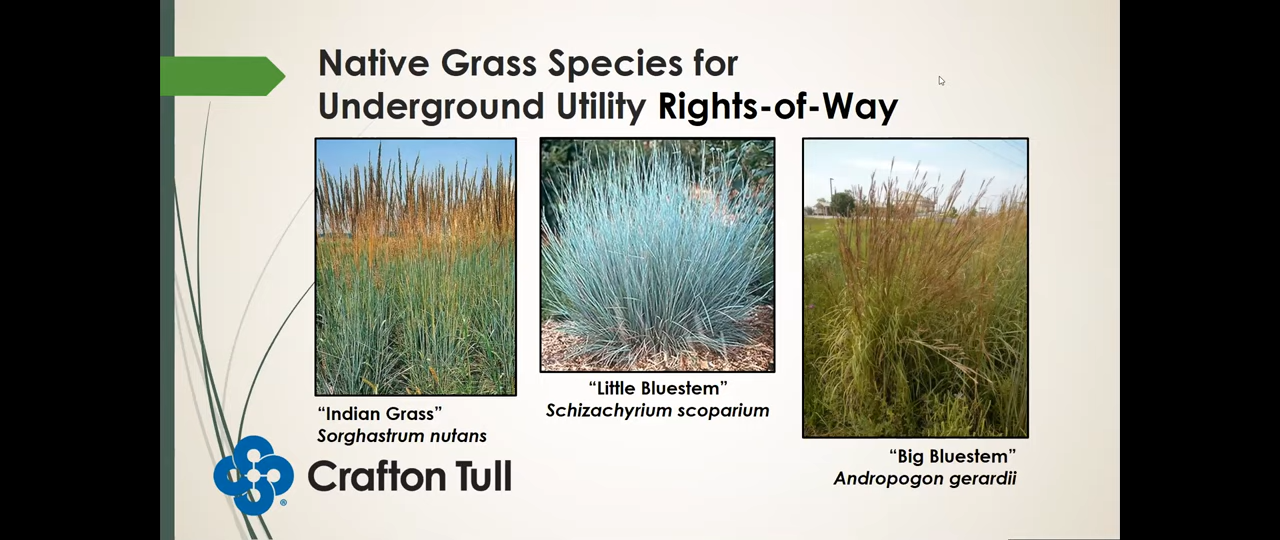 Native Grass Species for
Underground Utility Rights-of-Way
“Indian Grass”
Sorghastrum nutans
“Little Bluestem”
Schizachyrium scoparium
“Big Bluestem”
Andropogon gerardii
Crafton Tull
®